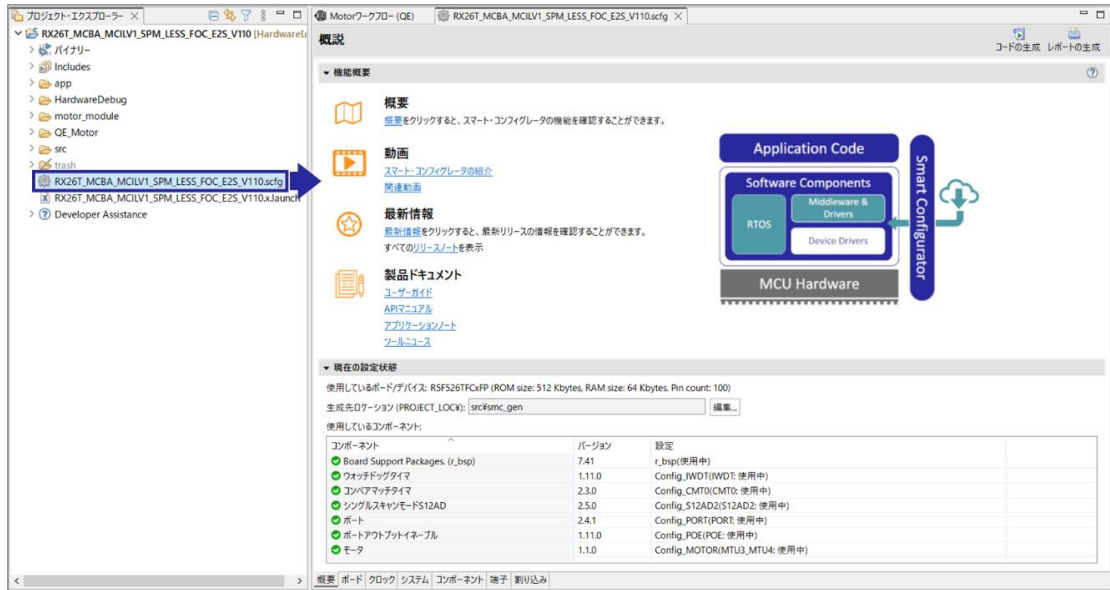 プロジェクト・エクスプローラー
RX26T_MCBA_MCILV1_SPM_LESS_FOC_E2S_V110 [HardwareD
バイナリー
Includes
app
HardwareDebug
motor_module
QE_Motor
src
trash
RX26T_MCBA_MCILV1_SPM_LESS_FOC_E2S_V110.scfg
RX26T_MCBA_MCILV1_SPM_LESS_FOC_E2S_V110.x.launch
Developer Assistance
Motorワークフロー (QE)
RX26T_MCBA_MCILV1_SPM_LESS_FOC_E2S_V110.scfg
概説
コードの生成 レポートの生成
機能概要
概要
概要をクリックすると、スマート・コンフィグレータの機能を確認することができます。
動画
スマート・コンフィグレータの紹介
関連動画
最新情報
最新情報をクリックすると、最新リリースの情報を確認することができます。
すべてのリリースノートを表示
製品ドキュメント
ユーザーガイド
APIマニュアル
アプリケーションノート
ツールニュース
Application Code
Software Components
RTOS
Middleware &
Drivers
Device Drivers
MCU Hardware
Smart Configurator
現在の設定状態
使用しているボード/デバイス: R5F526TFCxFP (ROM size: 512 Kbytes, RAM size: 64 Kbytes, Pin count: 100)
生成先ロケーション (PROJECT_LOC¥): src¥smc_gen 編集...
使用しているコンポーネント:
コンポーネント バージョン 設定
Board Support Packages. (r_bsp) 7.41 r_bsp(使用中)
ウォッチドッグタイマ 1.11.0 Config_IWDT(IWDT: 使用中)
コンペアマッチタイマ 2.3.0 Config_CMT0(CMT0: 使用中)
シングルスキャンモードS12AD 2.5.0 Config_S12AD2(S12AD2: 使用中)
ポート 2.4.1 Config_PORT(PORT: 使用中)
ポートアウトプットイネーブル 1.11.0 Config_POE(POE: 使用中)
モータ 1.1.0 Config_MOTOR(MTU3_MTU4: 使用中)
概要 ボード クロック システム コンポーネント 端子 割り込み